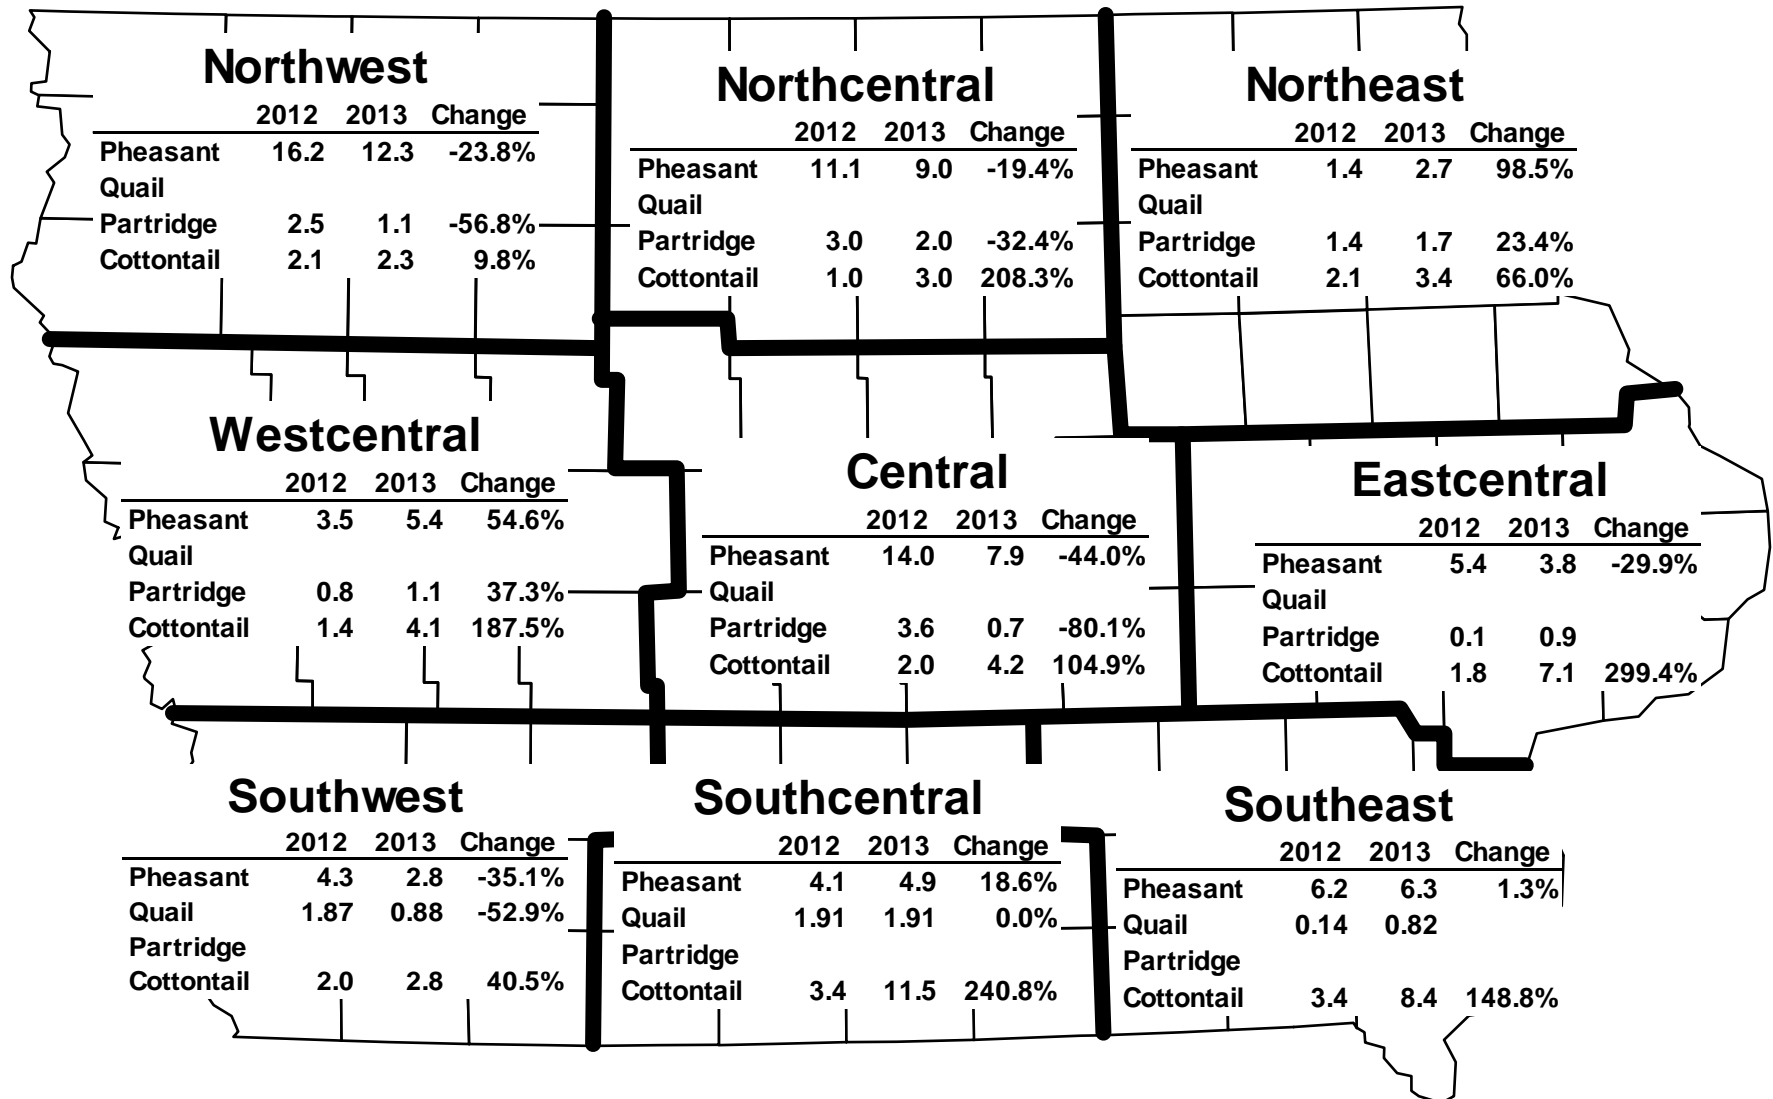 Northwest
2012 2013 Change
Pheasant 16.2 12.3 -23.8%
Quail
Partridge 2.5 1.1 -56.8%
Cottontail 2.1 2.3 9.8%
Northcentral
2012 2013 Change
Pheasant 11.1 9.0 -19.4%
Quail
Partridge 3.0 2.0 -32.4%
Cottontail 1.0 3.0 208.3%
Northeast
2012 2013 Change
Pheasant 1.4 2.7 98.5%
Quail
Partridge 1.4 1.7 23.4%
Cottontail 2.1 3.4 66.0%
Westcentral
2012 2013 Change
Pheasant 3.5 5.4 54.6%
Quail
Partridge 0.8 1.1 37.3%
Cottontail 1.4 4.1 187.5%
Central
2012 2013 Change
Pheasant 14.0 7.9 -44.0%
Quail
Partridge 3.6 0.7 -80.1%
Cottontail 2.0 4.2 104.9%
Eastcentral
2012 2013 Change
Pheasant 5.4 3.8 -29.9%
Quail
Partridge 0.1 0.9
Cottontail 1.8 7.1 299.4%
Southwest
2012 2013 Change
Pheasant 4.3 2.8 -35.1%
Quail 1.87 0.88 -52.9%
Partridge
Cottontail 2.0 2.8 40.5%
Southcentral
2012 2013 Change
Pheasant 4.1 4.9 18.6%
Quail 1.91 1.91 0.0%
Partridge
Cottontail 3.4 11.5 240.8%
Southeast
2012 2013 Change
Pheasant 6.2 6.3 1.3%
Quail 0.14 0.82
Partridge
Cottontail 3.4 8.4 148.8%